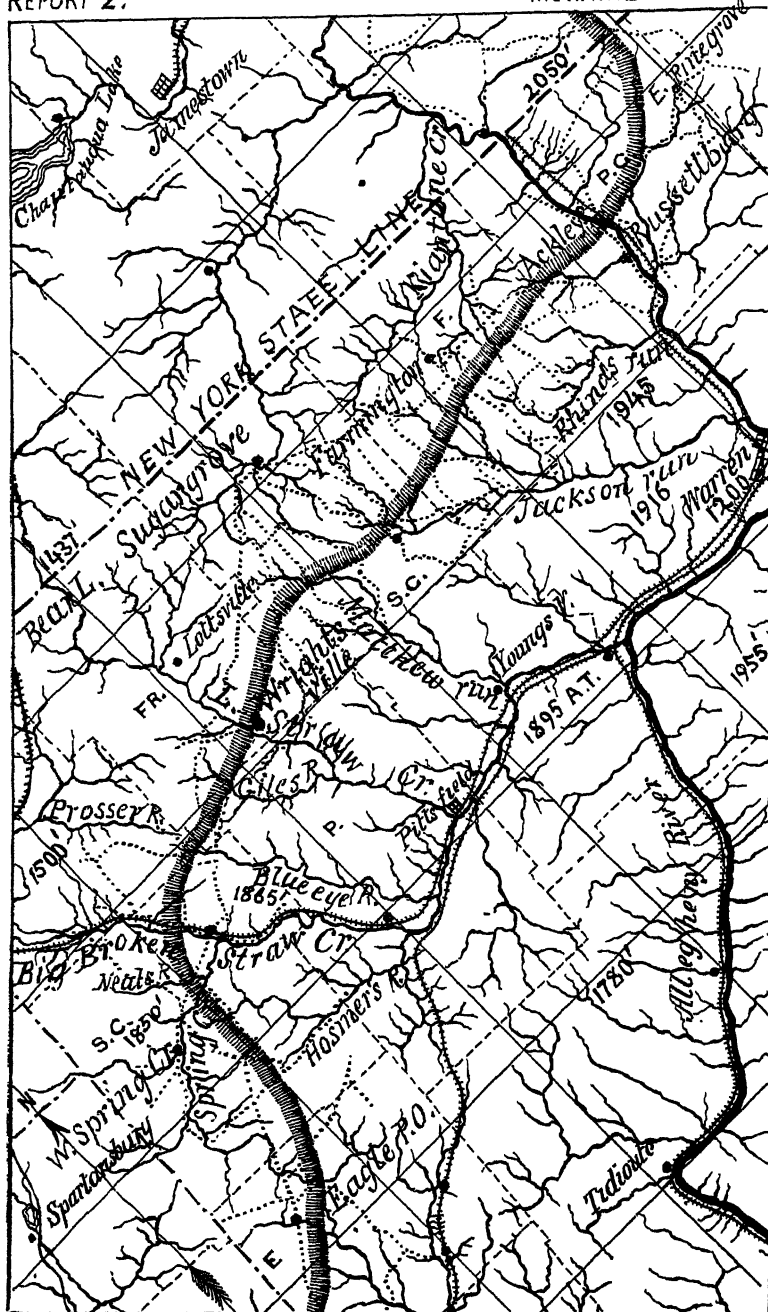 REPORT 2.
Chautauqua Lake
Jamestown
2050'
E. Pinegrove
P.C.
Russellburg
Ackley
Kiantone Cr.
NEW YORK STATE LINE
F.
Farmington
Rhinds run
1945
Jackson run
1916
Warren
1200
Sugargrove
1437'
Bear L.
Lottsville
S.C.
Matthew run
Youngs V.
1895 A.T.
1955'
Wrights
Ville
FR.
L.
Giles R.
Cr.
Pittsfield
P.
Prosser R.
1500'
Blue eye R.
1865'
Big Broken
Straw Cr
Neals R.
Allegheny River
1780'
Hosmer's R.
S.C.
1850'
Spring Cr.
W. Spring Cr.
Spartansburg
N
Eagle P.O.
Tidioute
E